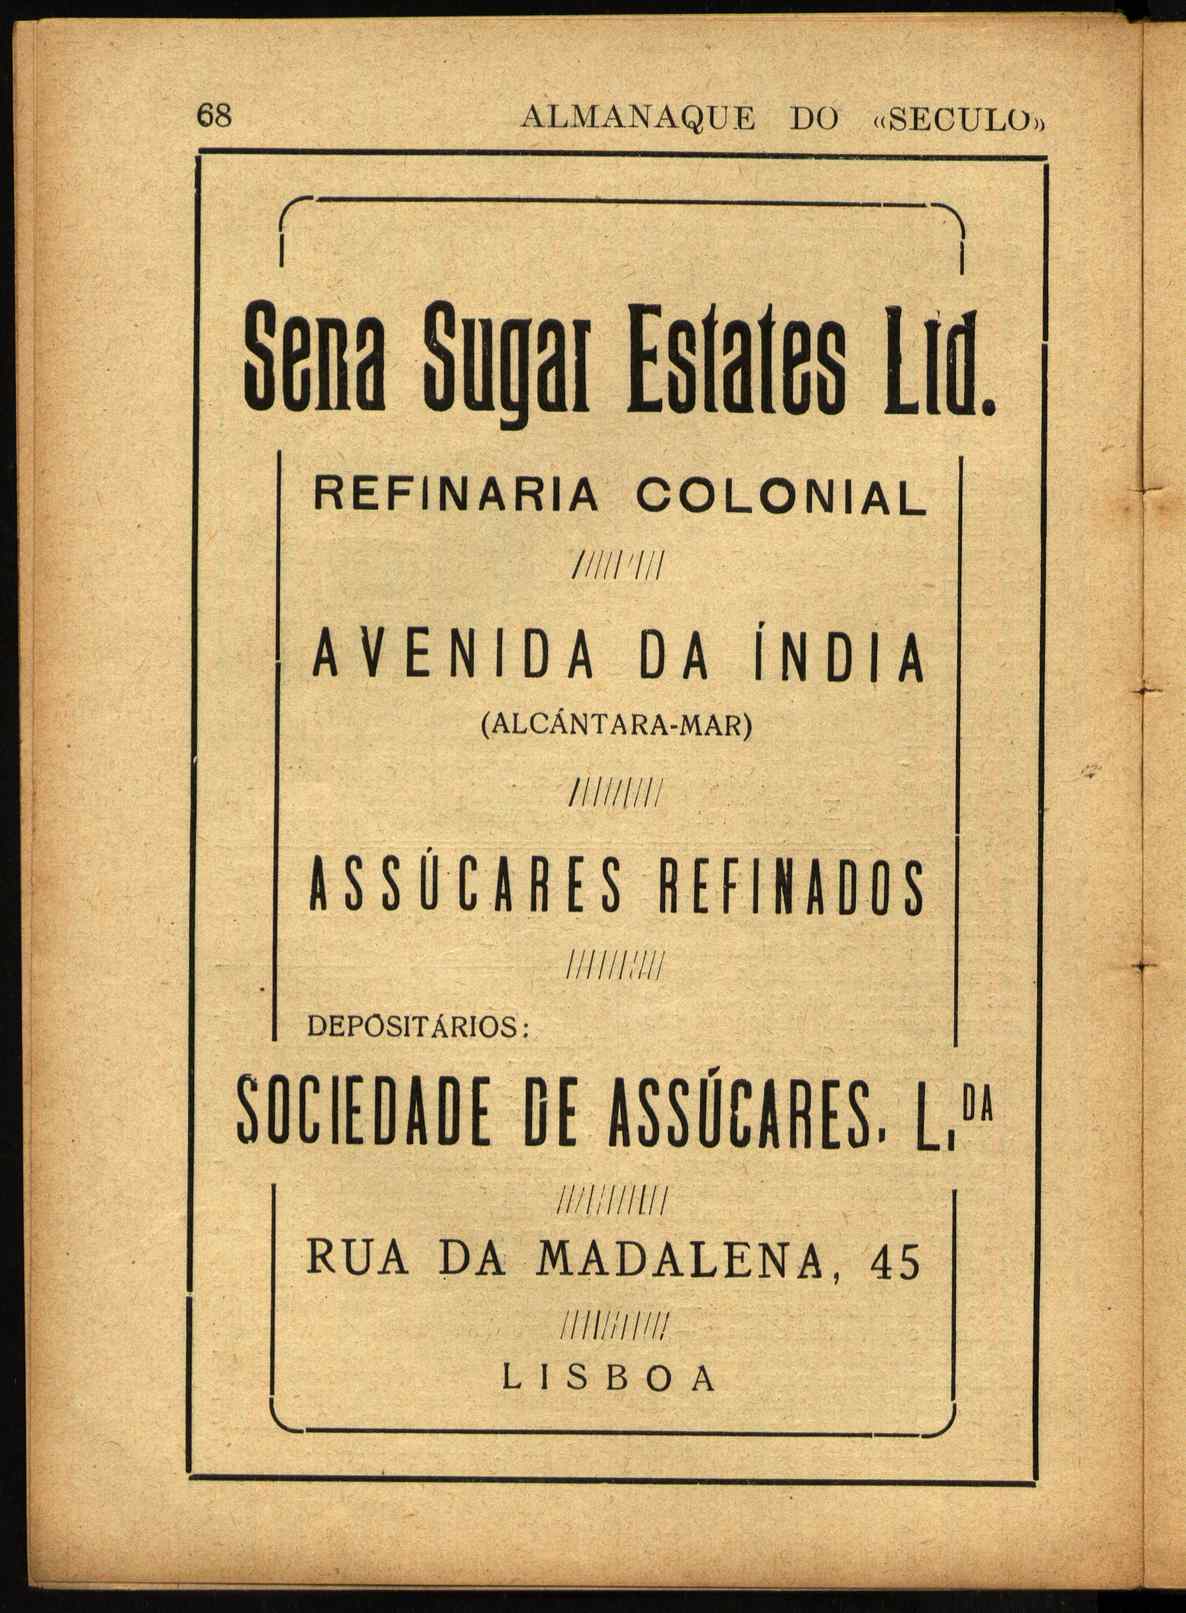 68 ALMANAQUE DO «SECULO»
Sena Sugar Estates Ltd.
REFINARIA COLONIAL
AVENIDA DA ÍNDIA
(ALCÁNTARA-MAR)
ASSÚCARES REFINADOS
DEPOSITÁRIOS:
SOCIEDADE DE ASSÚCARES, L.DA
RUA DA MADALENA, 45
LISBOA